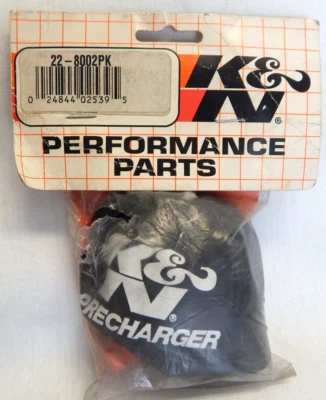 22-8002PK
0 24844 02539 5
K&N®
PERFORMANCE
PARTS
K&N®
PRECHARGER